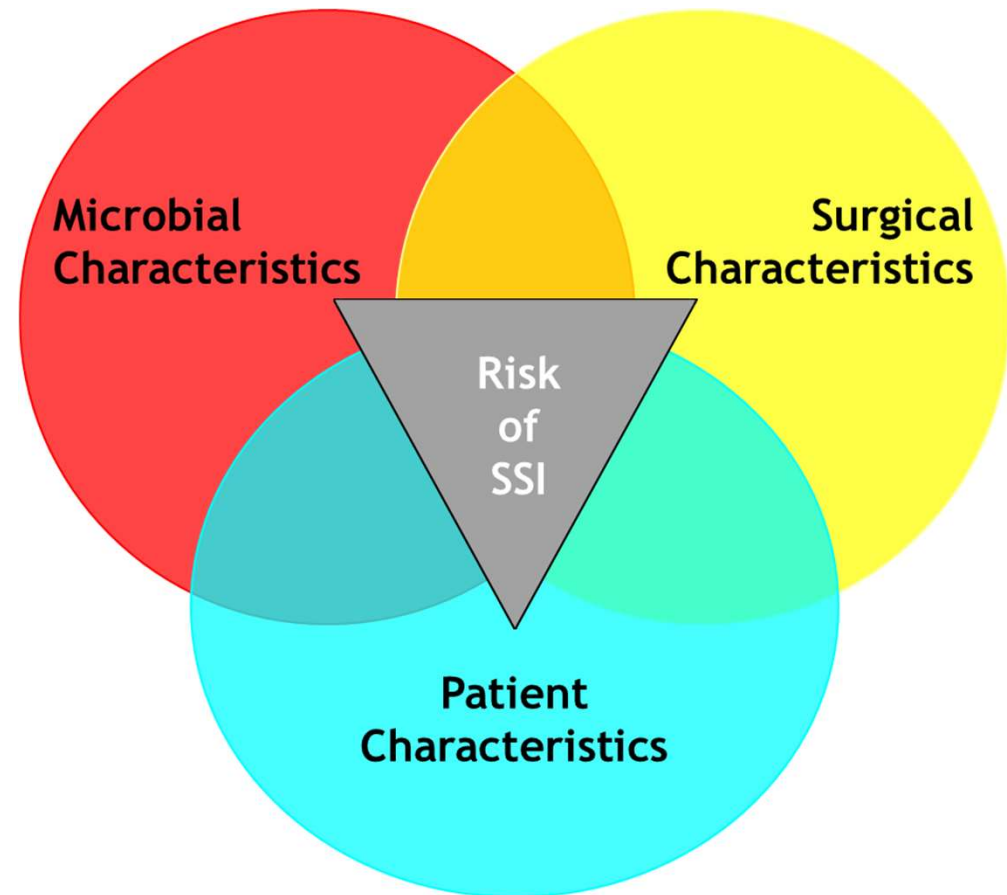 Microbial
Characteristics
Surgical
Characteristics
Risk
of
SSI
Patient
Characteristics